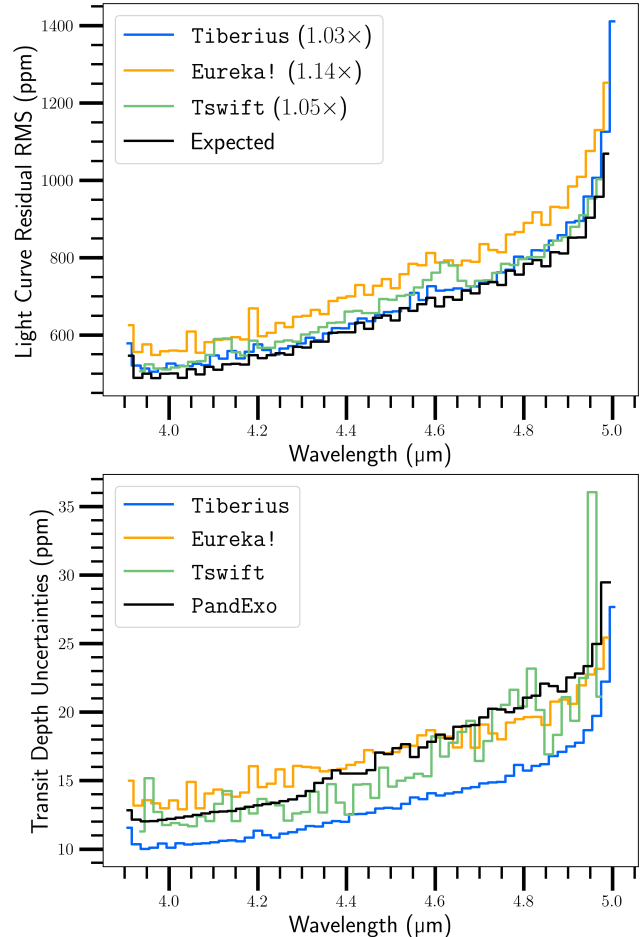 Light Curve Residual RMS (ppm)
1400
1200
1000
800
600
Tiberius (1.03×)
Eureka! (1.14×)
Tswift (1.05×)
Expected
4.0 4.2 4.4 4.6 4.8 5.0
Wavelength (μm)
Transit Depth Uncertainties (ppm)
35
30
25
20
15
10
Tiberius
Eureka!
Tswift
PandExo
4.0 4.2 4.4 4.6 4.8 5.0
Wavelength (μm)